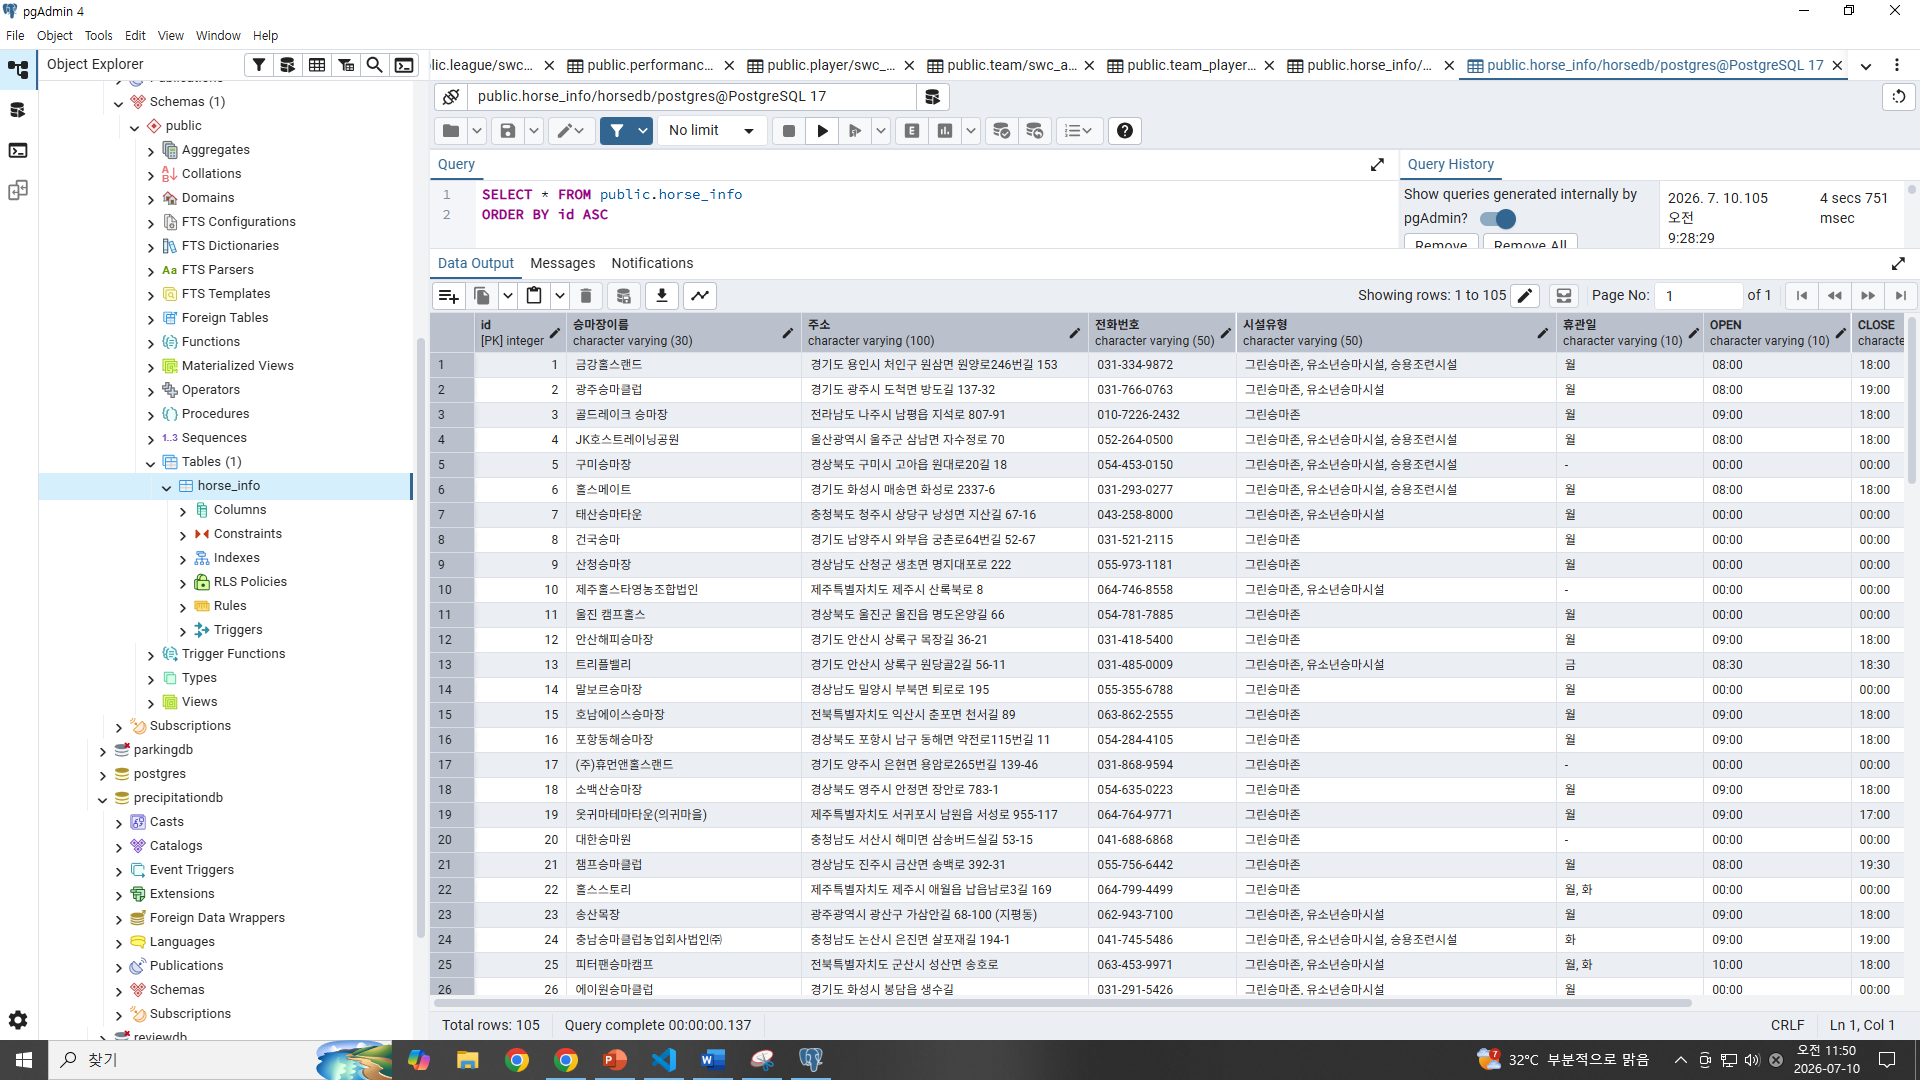 pgAdmin 4
File Object Tools Edit View Window Help
Object Explorer
public.performanc...
public.player/swc_...
public.team/swc_a...
public.team_player...
public.horse_info/...
public.horse_info/horsedb/postgres@PostgreSQL 17
public.horse_info/horsedb/postgres@PostgreSQL 17
No limit
Schemas (1)
public
Aggregates
Collations
Domains
FTS Configurations
FTS Dictionaries
FTS Parsers
FTS Templates
Foreign Tables
Functions
Materialized Views
Operators
Procedures
1..3 Sequences
Tables (1)
horse_info
Columns
Constraints
Indexes
RLS Policies
Rules
Triggers
Trigger Functions
Types
Views
Subscriptions
parkingdb
postgres
precipitationdb
Casts
Catalogs
Event Triggers
Extensions
Foreign Data Wrappers
Languages
Publications
Schemas
Subscriptions
reviewdb
Query
1 SELECT * FROM public.horse_info
2 ORDER BY id ASC
Query History
Show queries generated internally by
pgAdmin?
Remove Remove All
2026. 7. 10. 105 4 secs 751
오전 msec
9:28:29
Data Output Messages Notifications
Showing rows: 1 to 105 Page No: 1 of 1
id 승마장이름 주소 전화번호 시설유형 휴관일 OPEN CLOSE
[PK] integer character varying (30) character varying (100) character varying (50) character varying (50) character varying (10) character varying (10) characte
1 1 금강홀스랜드 경기도 용인시 처인구 원삼면 원양로246번길 153 031-334-9872 그린승마존, 유소년승마시설, 승용조련시설 월 08:00 18:00
2 2 광주승마클럽 경기도 광주시 도척면 방도길 137-32 031-766-0763 그린승마존, 유소년승마시설 월 08:00 19:00
3 3 골드레이크 승마장 전라남도 나주시 남평읍 지석로 807-91 010-7226-2432 그린승마존 월 09:00 18:00
4 4 JK호스트레이닝공원 울산광역시 울주군 삼남면 자수정로 70 052-264-0500 그린승마존, 유소년승마시설, 승용조련시설 월 08:00 18:00
5 5 구미승마장 경상북도 구미시 고아읍 원대로20길 18 054-453-0150 그린승마존, 유소년승마시설, 승용조련시설 - 00:00 00:00
6 6 홀스메이트 경기도 화성시 매송면 화성로 2337-6 031-293-0277 그린승마존, 유소년승마시설, 승용조련시설 월 08:00 18:00
7 7 태산승마타운 충청북도 청주시 상당구 낭성면 지산길 67-16 043-258-8000 그린승마존, 유소년승마시설 월 00:00 00:00
8 8 건국승마 경기도 남양주시 와부읍 궁촌로64번길 52-67 031-521-2115 그린승마존 월 00:00 00:00
9 9 산청승마장 경상남도 산청군 생초면 명지대포로 222 055-973-1181 그린승마존 월 00:00 00:00
10 10 제주홀스타영농조합법인 제주특별자치도 제주시 산록북로 8 064-746-8558 그린승마존, 유소년승마시설 - 00:00 00:00
11 11 울진 캠프홀스 경상북도 울진군 울진읍 명도온양길 66 054-781-7885 그린승마존 월 00:00 00:00
12 12 안산해피승마장 경기도 안산시 상록구 목장길 36-21 031-418-5400 그린승마존 월 09:00 18:00
13 13 트리플밸리 경기도 안산시 상록구 원당골2길 56-11 031-485-0009 그린승마존, 유소년승마시설 금 08:30 18:30
14 14 말보르승마장 경상남도 밀양시 부북면 퇴로로 195 055-355-6788 그린승마존 월 00:00 00:00
15 15 호남에이스승마장 전북특별자치도 익산시 춘포면 천서길 89 063-862-2555 그린승마존 월 09:00 18:00
16 16 포항동해승마장 경상북도 포항시 남구 동해면 약전로115번길 11 054-284-4105 그린승마존 월 09:00 18:00
17 17 (주)휴먼앤홀스랜드 경기도 양주시 은현면 용암로265번길 139-46 031-868-9594 그린승마존 - 00:00 00:00
18 18 소백산승마장 경상북도 영주시 안정면 장안로 783-1 054-635-0223 그린승마존 월 09:00 18:00
19 19 옷귀마테마타운(의귀마을) 제주특별자치도 서귀포시 남원읍 서성로 955-117 064-764-9771 그린승마존 월 09:00 17:00
20 20 대한승마원 충청남도 서산시 해미면 삼송버드실길 53-15 041-688-6868 그린승마존 - 00:00 00:00
21 21 챔프승마클럽 경상남도 진주시 금산면 송백로 392-31 055-756-6442 그린승마존 월 08:00 19:30
22 22 홀스스토리 제주특별자치도 제주시 애월읍 납읍남로3길 169 064-799-4499 그린승마존 월, 화 00:00 00:00
23 23 송산목장 광주광역시 광산구 가삼안길 68-100 (지평동) 062-943-7100 그린승마존, 유소년승마시설 월 09:00 18:00
24 24 충남승마클럽농업회사법인㈜ 충청남도 논산시 은진면 살포재길 194-1 041-745-5486 그린승마존, 유소년승마시설, 승용조련시설 화 09:00 19:00
25 25 피터팬승마캠프 전북특별자치도 군산시 성산면 송호로 063-453-9971 그린승마존, 유소년승마시설 월, 화 10:00 18:00
26 26 에이원승마클럽 경기도 화성시 봉담읍 생수길 031-291-5426 그린승마존, 유소년승마시설 월 00:00 00:00
Total rows: 105 Query complete 00:00:00.137 CRLF Ln 1, Col 1
찾기
32°C 부분적으로 맑음
오전 11:50
2026-07-10